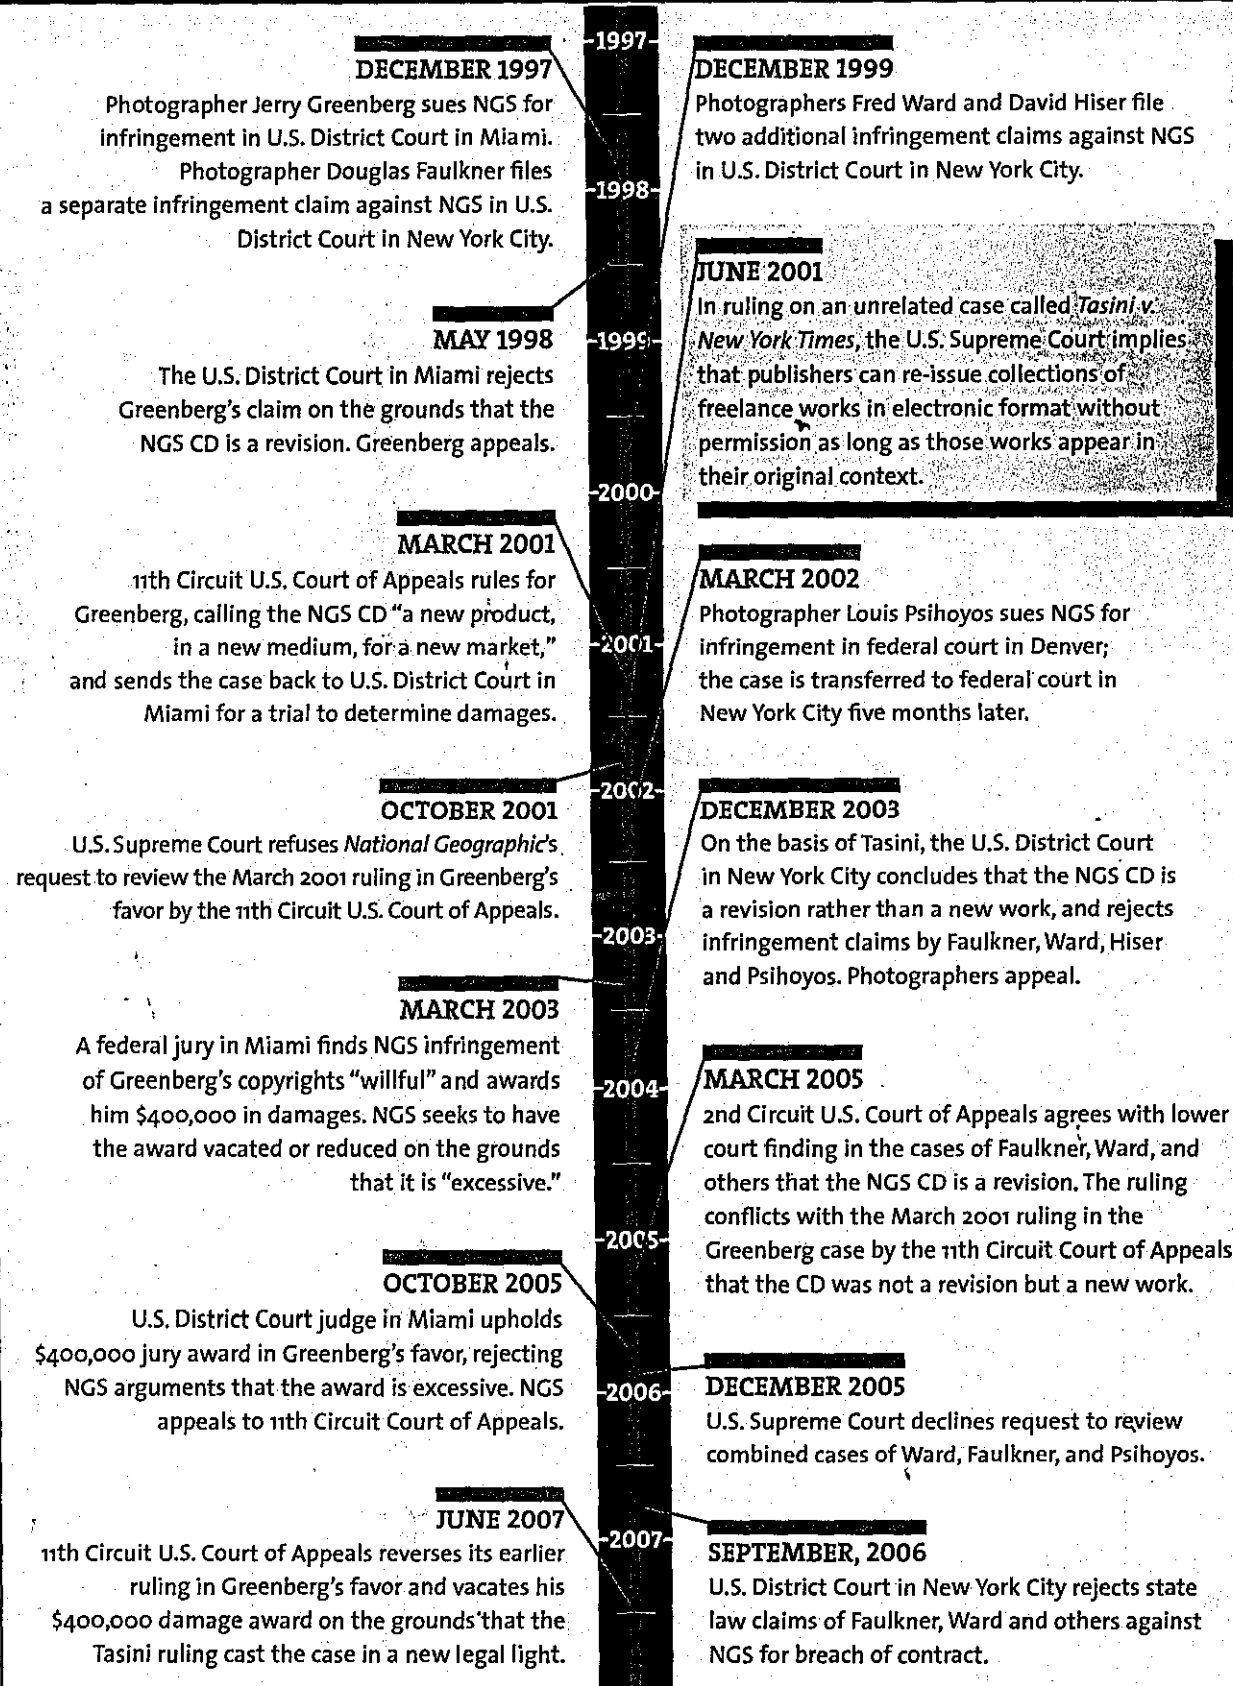 DECEMBER 1997
Photographer Jerry Greenberg sues NGS for
infringement in U.S. District Court in Miami.
Photographer Douglas Faulkner files
a separate infringement claim against NGS in U.S.
District Court in New York City.
MAY 1998
The U.S. District Court in Miami rejects
Greenberg's claim on the grounds that the
NGS CD is a revision. Greenberg appeals.
MARCH 2001
11th Circuit U.S. Court of Appeals rules for
Greenberg, calling the NGS CD "a new product,
in a new medium, for a new market,"
and sends the case back to U.S. District Court in
Miami for a trial to determine damages.
OCTOBER 2001
U.S. Supreme Court refuses National Geographic's
request to review the March 2001 ruling in Greenberg's
favor by the 11th Circuit U.S. Court of Appeals.
MARCH 2003
A federal jury in Miami finds NGS infringement
of Greenberg's copyrights "willful" and awards
him $400,000 in damages. NGS seeks to have
the award vacated or reduced on the grounds
that it is "excessive."
OCTOBER 2005
U.S. District Court judge in Miami upholds
$400,000 jury award in Greenberg's favor, rejecting
NGS arguments that the award is excessive. NGS
appeals to 11th Circuit Court of Appeals.
JUNE 2007
11th Circuit U.S. Court of Appeals reverses its earlier
ruling in Greenberg's favor and vacates his
$400,000 damage award on the grounds that the
Tasini ruling cast the case in a new legal light.
1997
1998
1999
2000
2001
2002
2003
2004
2005
2006
2007
DECEMBER 1999
Photographers Fred Ward and David Hiser file
two additional infringement claims against NGS
in U.S. District Court in New York City.
JUNE 2001
In ruling on an unrelated case called Tasini v.
New York Times, the U.S. Supreme Court implies
that publishers can re-issue collections of
freelance works in electronic format without
permission as long as those works appear in
their original context.
MARCH 2002
Photographer Louis Psihoyos sues NGS for
infringement in federal court in Denver;
the case is transferred to federal court in
New York City five months later.
DECEMBER 2003
On the basis of Tasini, the U.S. District Court
in New York City concludes that the NGS CD is
a revision rather than a new work, and rejects
infringement claims by Faulkner, Ward, Hiser
and Psihoyos. Photographers appeal.
MARCH 2005
2nd Circuit U.S. Court of Appeals agrees with lower
court finding in the cases of Faulkner, Ward, and
others that the NGS CD is a revision. The ruling
conflicts with the March 2001 ruling in the
Greenberg case by the 11th Circuit Court of Appeals
that the CD was not a revision but a new work.
DECEMBER 2005
U.S. Supreme Court declines request to review
combined cases of Ward, Faulkner, and Psihoyos.
SEPTEMBER, 2006
U.S. District Court in New York City rejects state
law claims of Faulkner, Ward and others against
NGS for breach of contract.